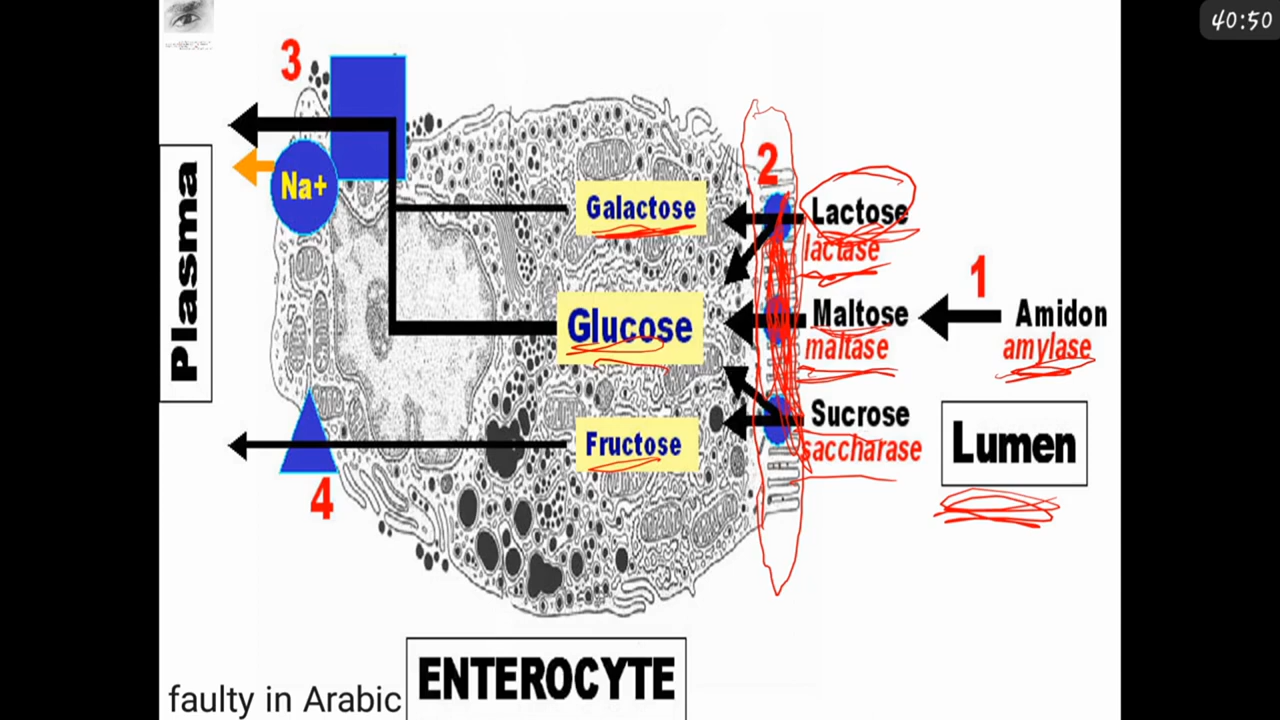 40:50
3
Na+
Plasma
2
Galactose
Lactose
lactase
1
Glucose
Maltose
maltase
Amidon
amylase
Fructose
Sucrose
saccharase
Lumen
4
ENTEROCYTE
faulty in Arabic